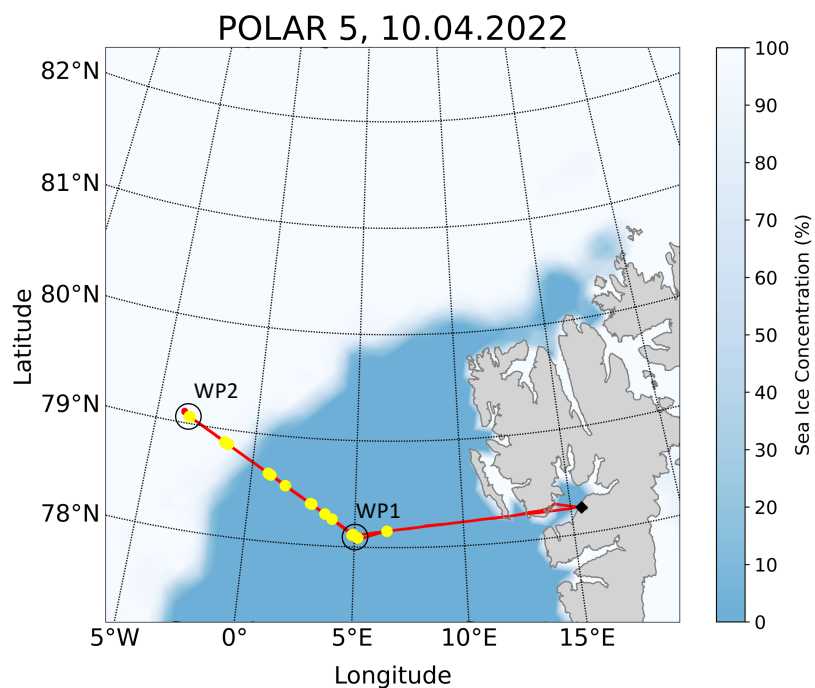 POLAR 5, 10.04.2022
82°N
81°N
80°N
79°N
78°N
Latitude
WP2
WP1
5°W
0°
5°E
10°E
15°E
Longitude
100
90
80
70
60
50
40
30
20
10
0
Sea Ice Concentration (%)